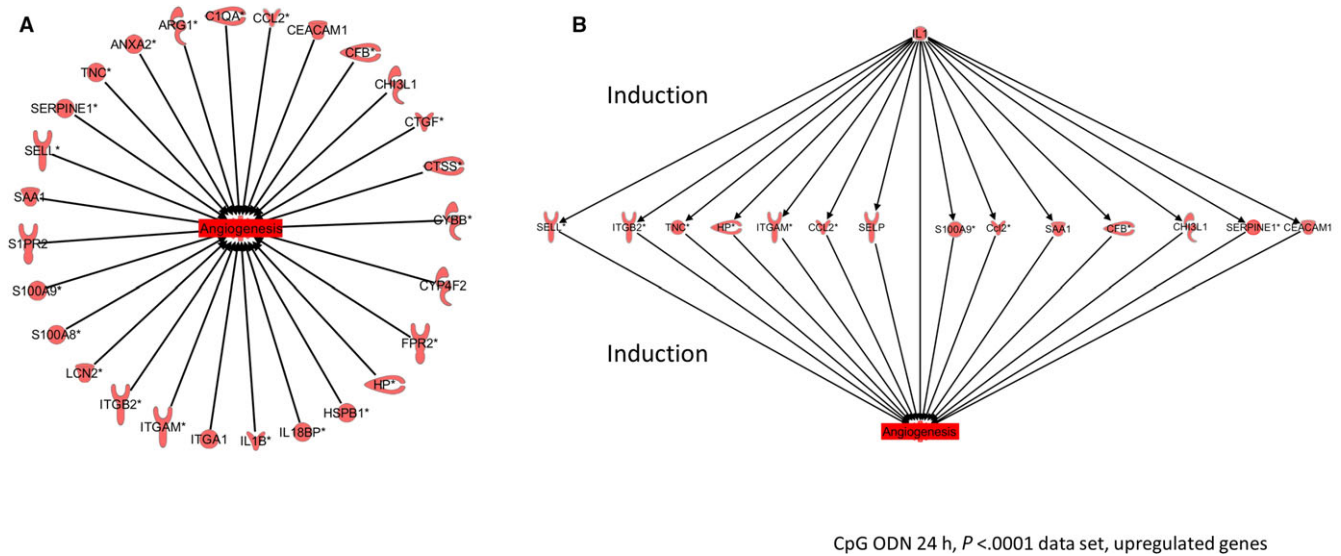 A
C1QA*
ARG1*
CCL2*
CEACAM1
ANXA2*
CFB*
TNC*
CHI3L1
SERPINE1*
CTGF*
SELL*
CTSS*
SAA1
CYBB*
Angiogenesis
S1PR2
S100A9*
CYP4F2
S100A8*
FPR2*
LCN2*
HP*
ITGB2*
HSPB1*
ITGAM*
IL18BP*
ITGA1
IL1B*
B
IL1
Induction
SELL* ITGB2* TNC* HP* ITGAM* CCL2* SELP S100A9* Ccl2* SAA1 CFB* CHI3L1 SERPINE1* CEACAM1
Induction
Angiogenesis
CpG ODN 24 h, P <.0001 data set, upregulated genes